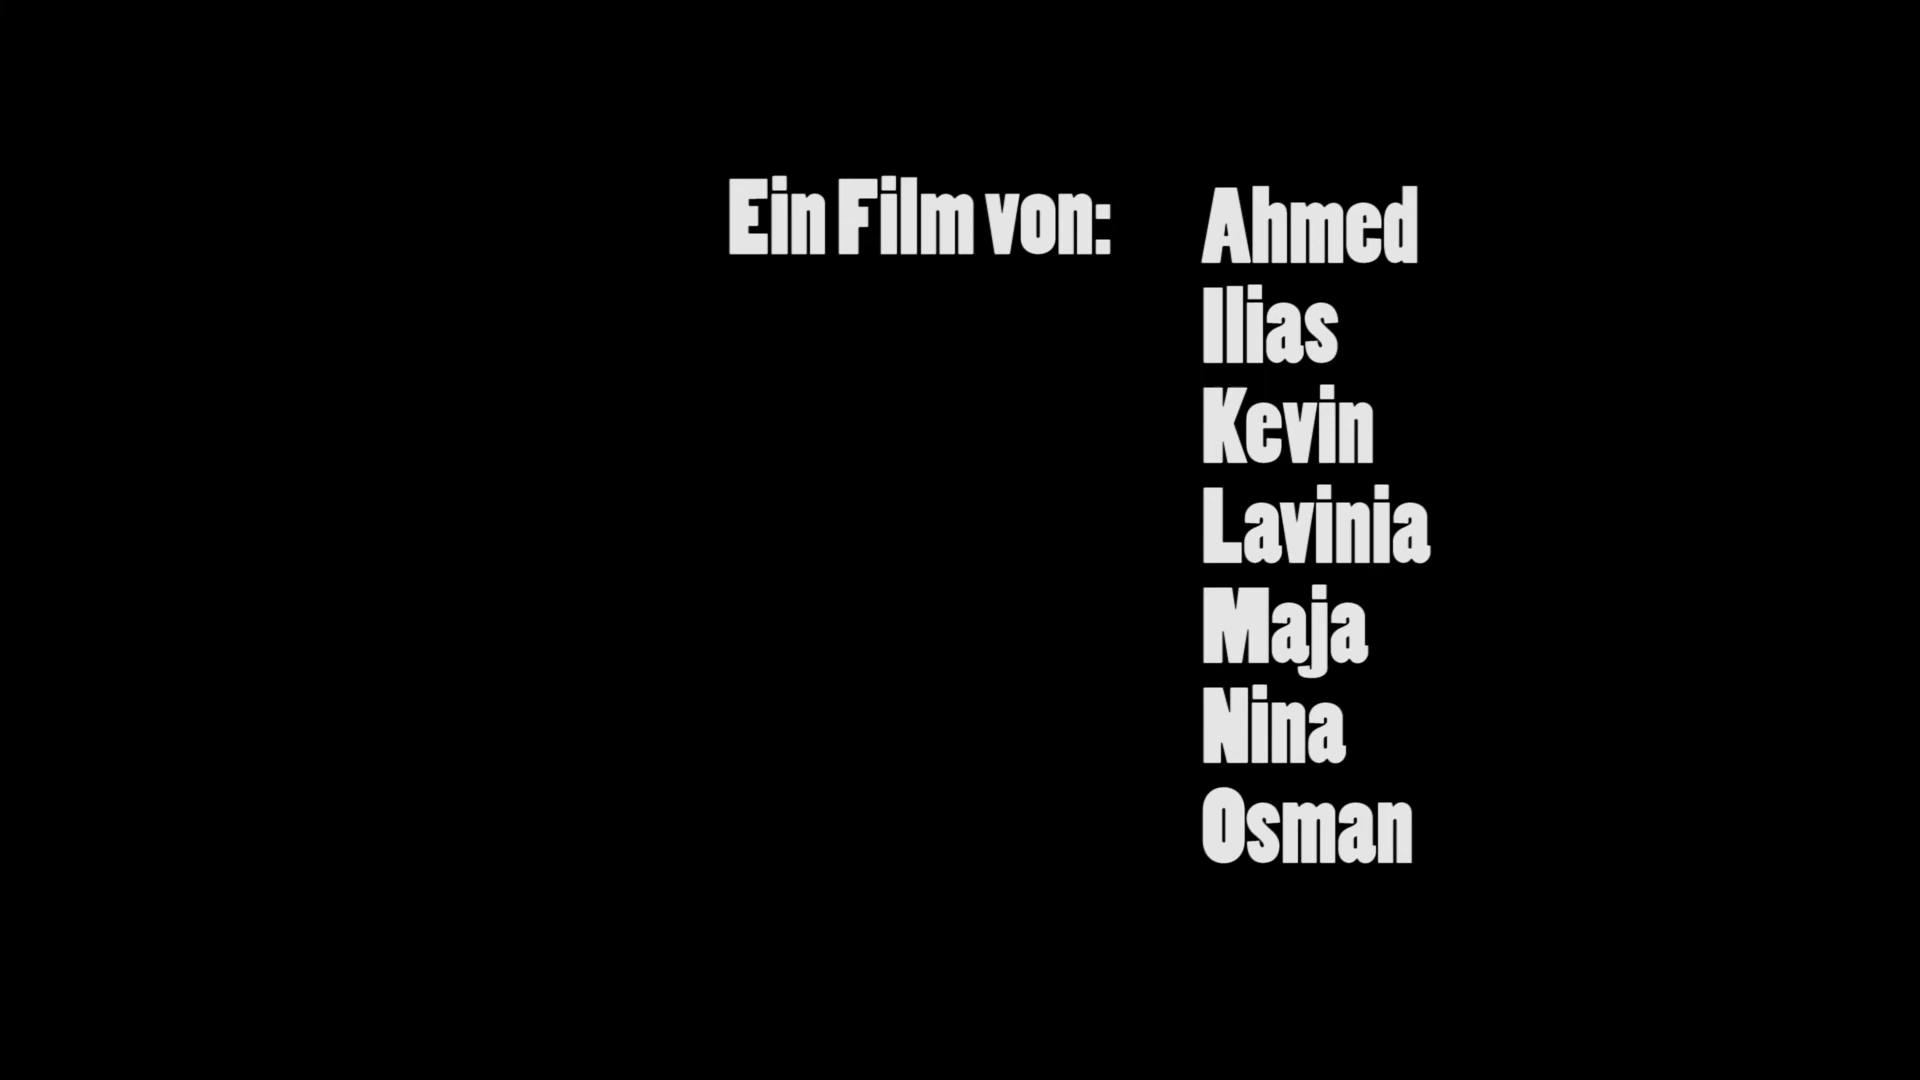 Ein Film von: Ahmed
Ilias
Kevin
Lavinia
Maja
Nina
Osman